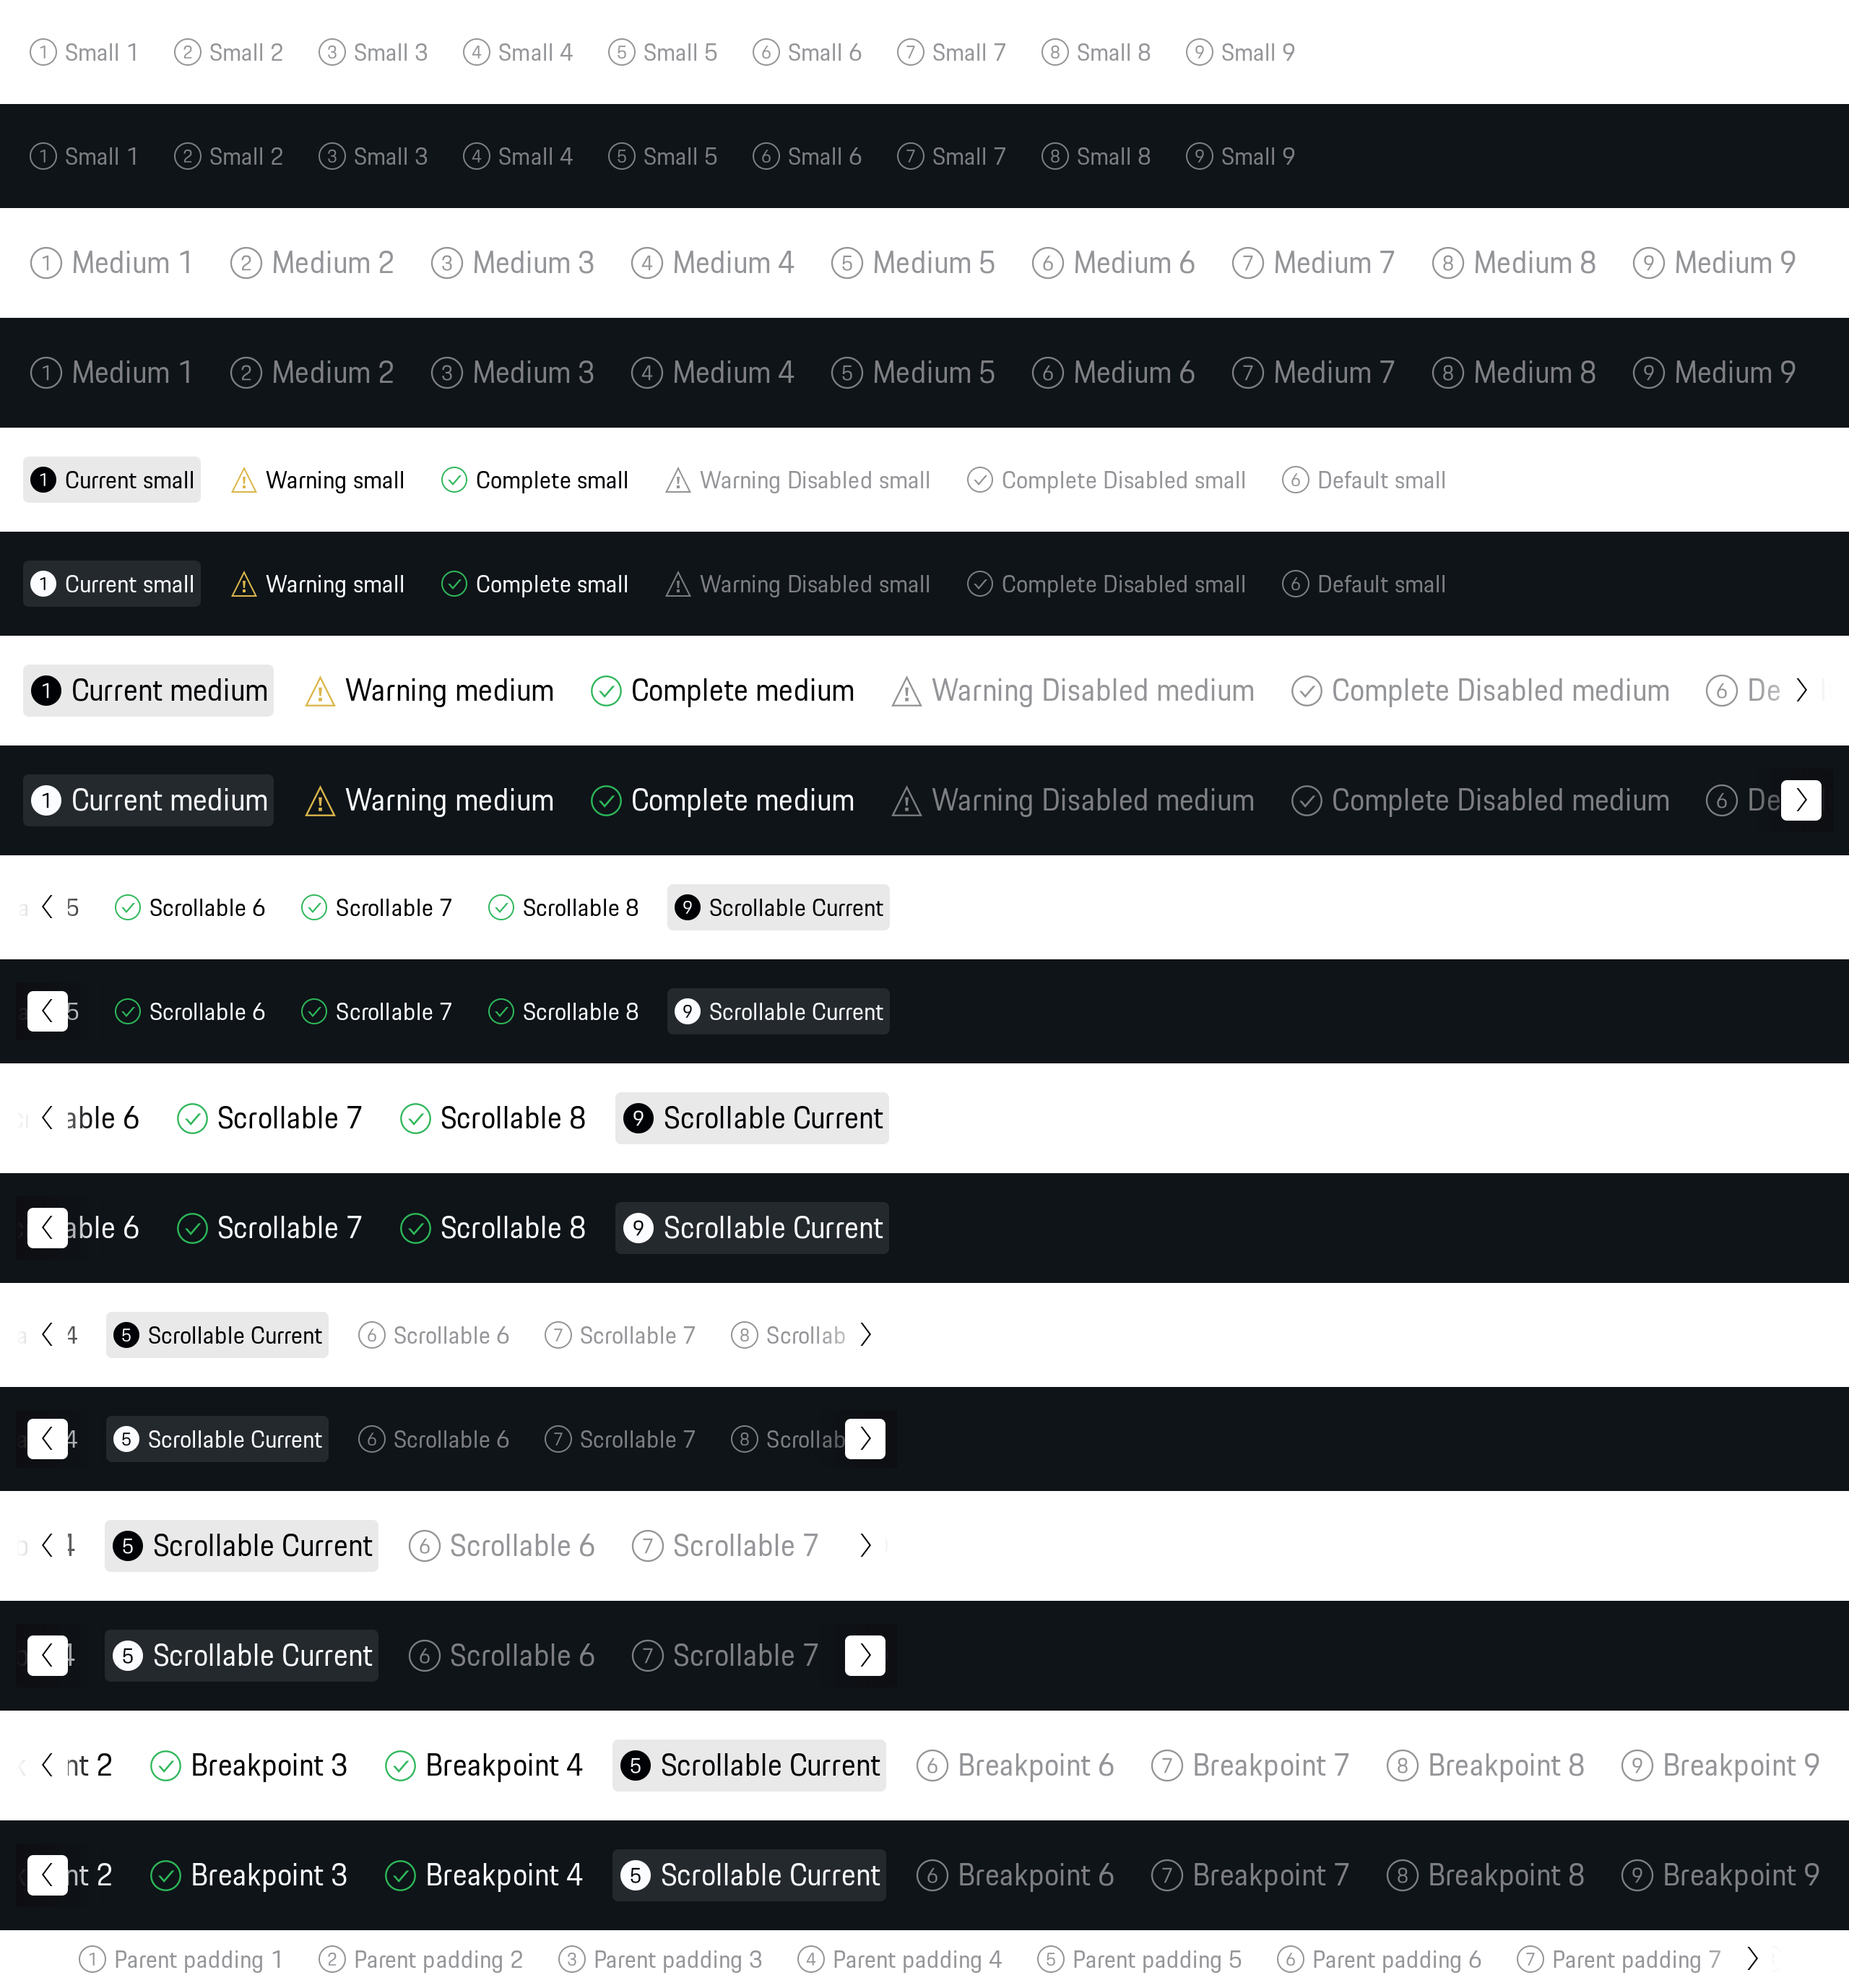 1 Small 1 2 Small 2 3 Small 3 4 Small 4 5 Small 5 6 Small 6 7 Small 7 8 Small 8 9 Small 9
1 Small 1 2 Small 2 3 Small 3 4 Small 4 5 Small 5 6 Small 6 7 Small 7 8 Small 8 9 Small 9
1 Medium 1 2 Medium 2 3 Medium 3 4 Medium 4 5 Medium 5 6 Medium 6 7 Medium 7 8 Medium 8 9 Medium 9
1 Medium 1 2 Medium 2 3 Medium 3 4 Medium 4 5 Medium 5 6 Medium 6 7 Medium 7 8 Medium 8 9 Medium 9
1 Current small Warning small Complete small Warning Disabled small Complete Disabled small 6 Default small
1 Current small Warning small Complete small Warning Disabled small Complete Disabled small 6 Default small
1 Current medium Warning medium Complete medium Warning Disabled medium Complete Disabled medium 6 De
1 Current medium Warning medium Complete medium Warning Disabled medium Complete Disabled medium 6 De
5 Scrollable 6 Scrollable 7 Scrollable 8 9 Scrollable Current
5 Scrollable 6 Scrollable 7 Scrollable 8 9 Scrollable Current
able 6 Scrollable 7 Scrollable 8 9 Scrollable Current
able 6 Scrollable 7 Scrollable 8 9 Scrollable Current
4 5 Scrollable Current 6 Scrollable 6 7 Scrollable 7 8 Scrollab
4 5 Scrollable Current 6 Scrollable 6 7 Scrollable 7 8 Scrollab
4 5 Scrollable Current 6 Scrollable 6 7 Scrollable 7
4 5 Scrollable Current 6 Scrollable 6 7 Scrollable 7
nt 2 Breakpoint 3 Breakpoint 4 5 Scrollable Current 6 Breakpoint 6 7 Breakpoint 7 8 Breakpoint 8 9 Breakpoint 9
nt 2 Breakpoint 3 Breakpoint 4 5 Scrollable Current 6 Breakpoint 6 7 Breakpoint 7 8 Breakpoint 8 9 Breakpoint 9
1 Parent padding 1 2 Parent padding 2 3 Parent padding 3 4 Parent padding 4 5 Parent padding 5 6 Parent padding 6 7 Parent padding 7